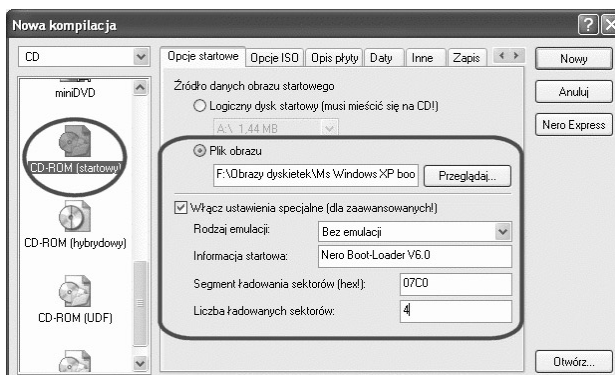 Nowa kompilacja
CD
miniDVD
CD-ROM (startowy)
CD-ROM (hybrydowy)
CD-ROM (UDF)
Opcje startowe Opcje ISO Opis płyty Daty Inne Zapis
Źródło danych obrazu startowego
Logiczny dysk startowy (musi mieścić się na CD!)
A:\ 1,44 MB
Plik obrazu
F:\Obrazy dyskietek\Ms Windows XP boo Przeglądaj...
Włącz ustawienia specjalne (dla zaawansowanych!)
Rodzaj emulacji: Bez emulacji
Informacja startowa: Nero Boot-Loader V6.0
Segment ładowania sektorów (hex!): 07C0
Liczba ładowanych sektorów: 4
Nowy
Anuluj
Nero Express
Otwórz...